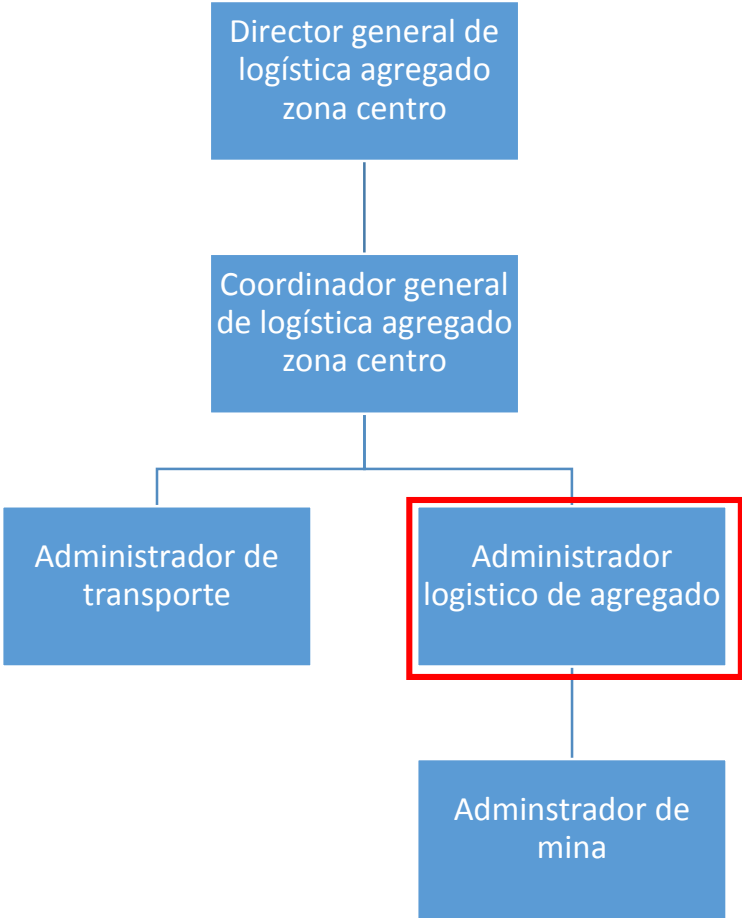 Director general de
logística agregado
zona centro
Coordinador general
de logística agregado
zona centro
Administrador de
transporte
Administrador
logistico de agregado
Adminstrador de
mina